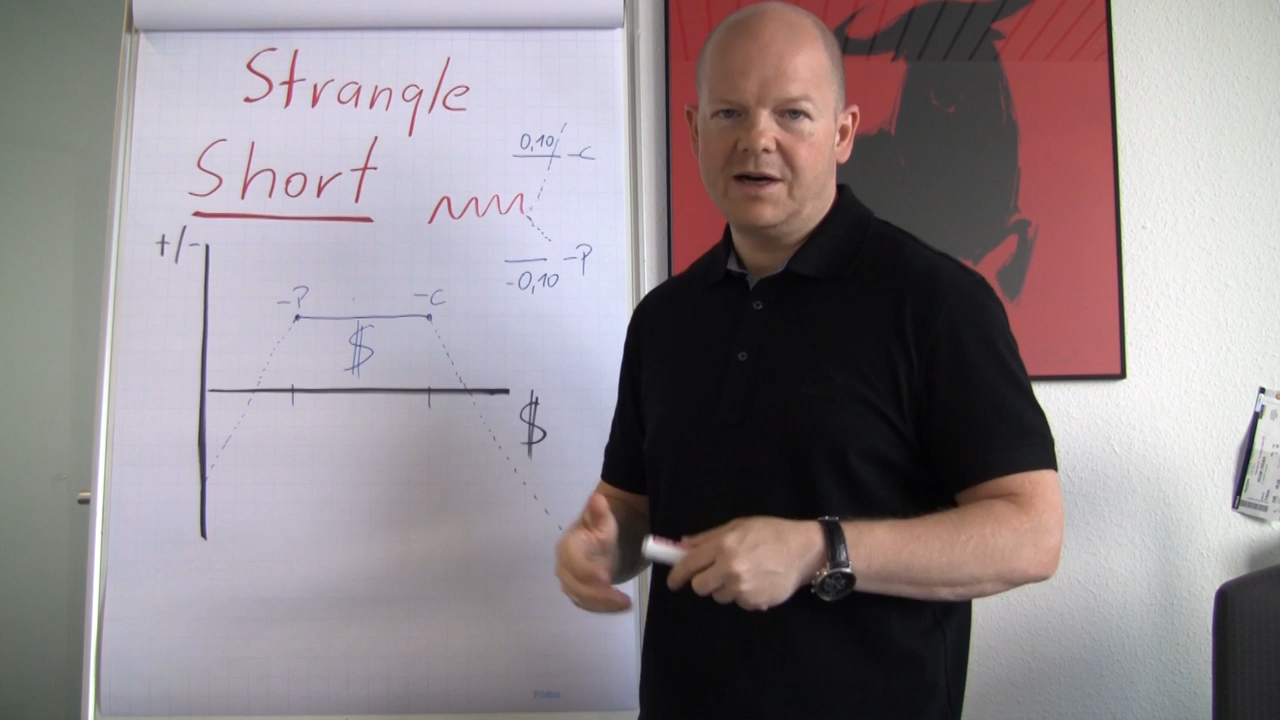 Strangle
Short
0,10 -C
-0,10 -P
+/-
-P -C
$
$